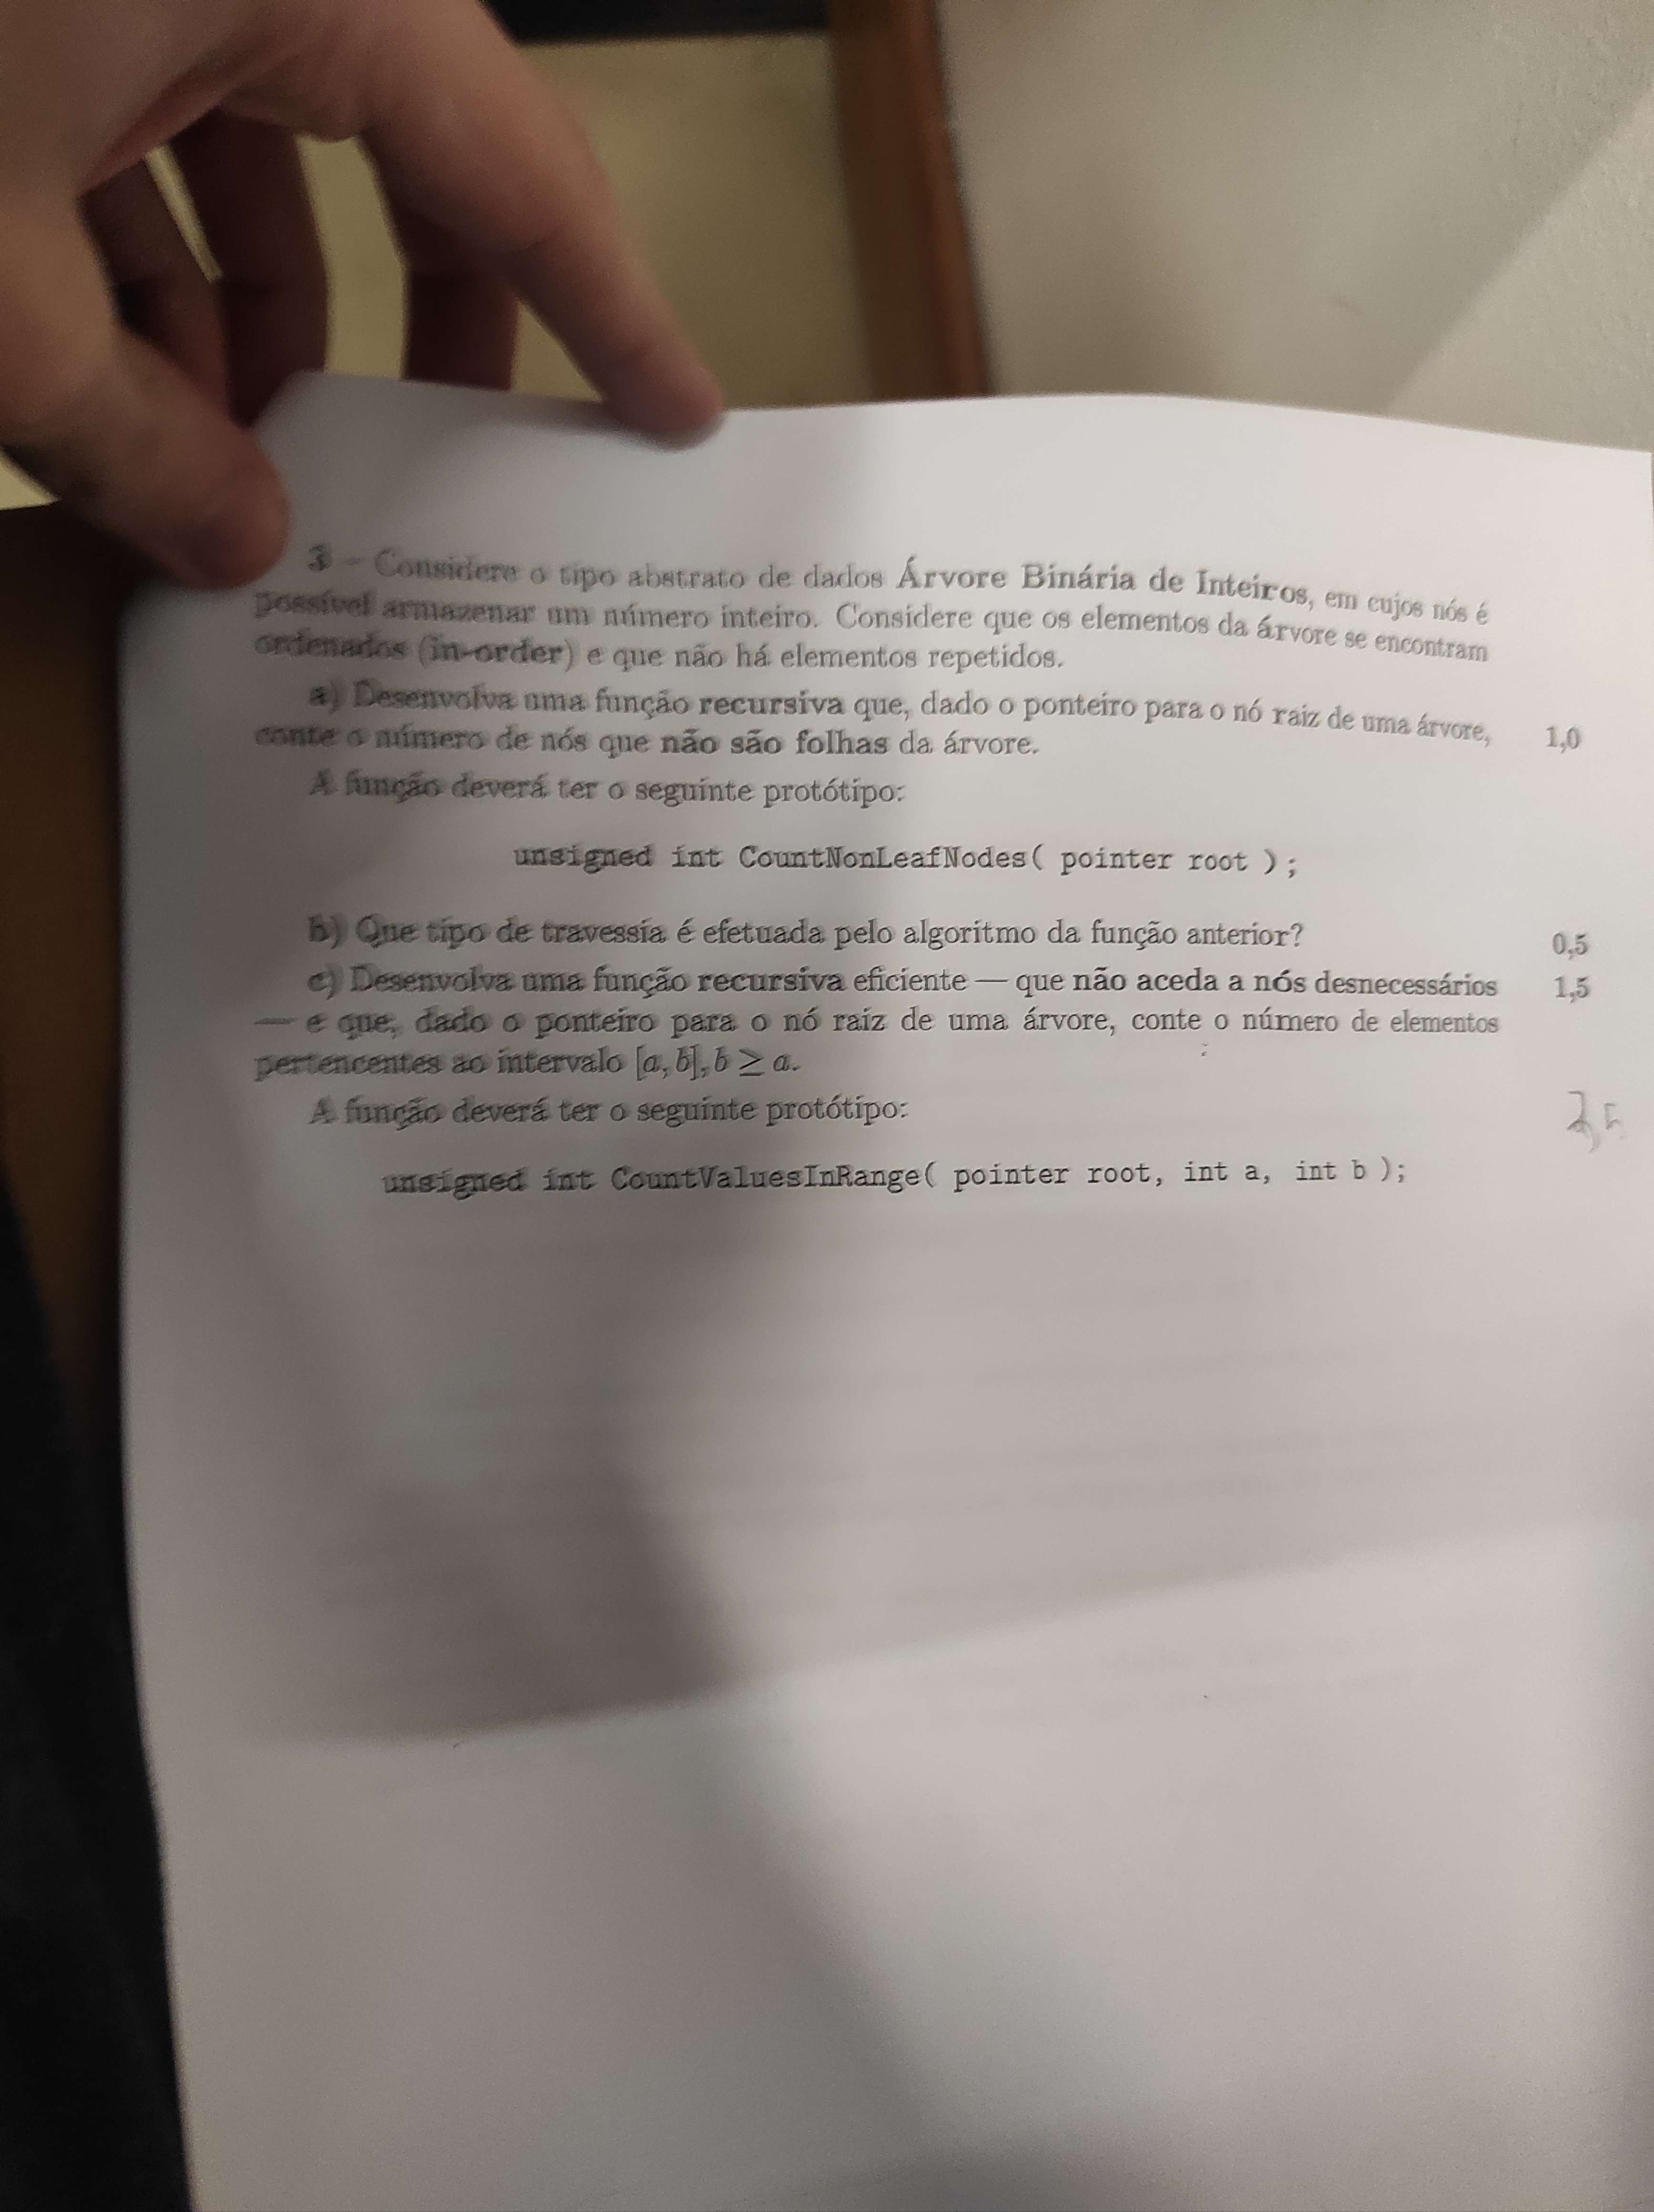 3 – Considere o tipo abstrato de dados Árvore Binária de Inteiros, em cujos nós é
possível armazenar um número inteiro. Considere que os elementos da árvore se encontram
ordenados (in-order) e que não há elementos repetidos.
a) Desenvolva uma função recursiva que, dado o ponteiro para o nó raiz de uma árvore, 1,0
conte o número de nós que não são folhas da árvore.
A função deverá ter o seguinte protótipo:
unsigned int CountNonLeafNodes( pointer root );
b) Que tipo de travessia é efetuada pelo algoritmo da função anterior? 0,5
c) Desenvolva uma função recursiva eficiente — que não aceda a nós desnecessários 1,5
— e que, dado o ponteiro para o nó raiz de uma árvore, conte o número de elementos
pertencentes ao intervalo [a, b], b ≥ a.
A função deverá ter o seguinte protótipo:
unsigned int CountValuesInRange( pointer root, int a, int b );